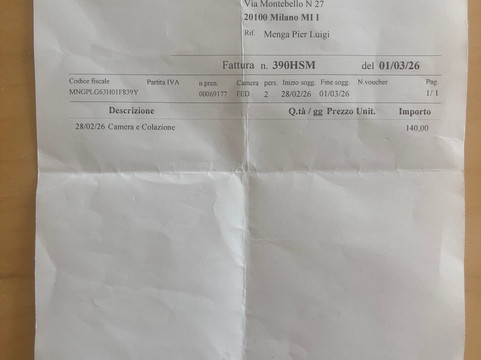 Via Montebello N 27
20100 Milano MI I
Rif. Menga Pier Luigi
Fattura n. 390HSM del 01/03/26
Codice fiscale Partita IVA n.pren. Camera pers. Inizio sogg. Fine sogg. N.voucher Pag.
MNGPLG63H01F839Y 00069177 FED 2 28/02/26 01/03/26 1/ 1
Descrizione Q.tà / gg Prezzo Unit. Importo
28/02/26 Camera e Colazione 140,00